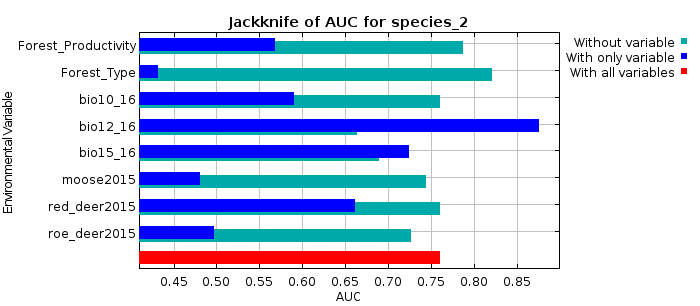 Jackknife of AUC for species_2
Environmental Variable
Forest_Productivity
Forest_Type
bio10_16
bio12_16
bio15_16
moose2015
red_deer2015
roe_deer2015
0.45 0.50 0.55 0.60 0.65 0.70 0.75 0.80 0.85
AUC
Without variable
With only variable
With all variables